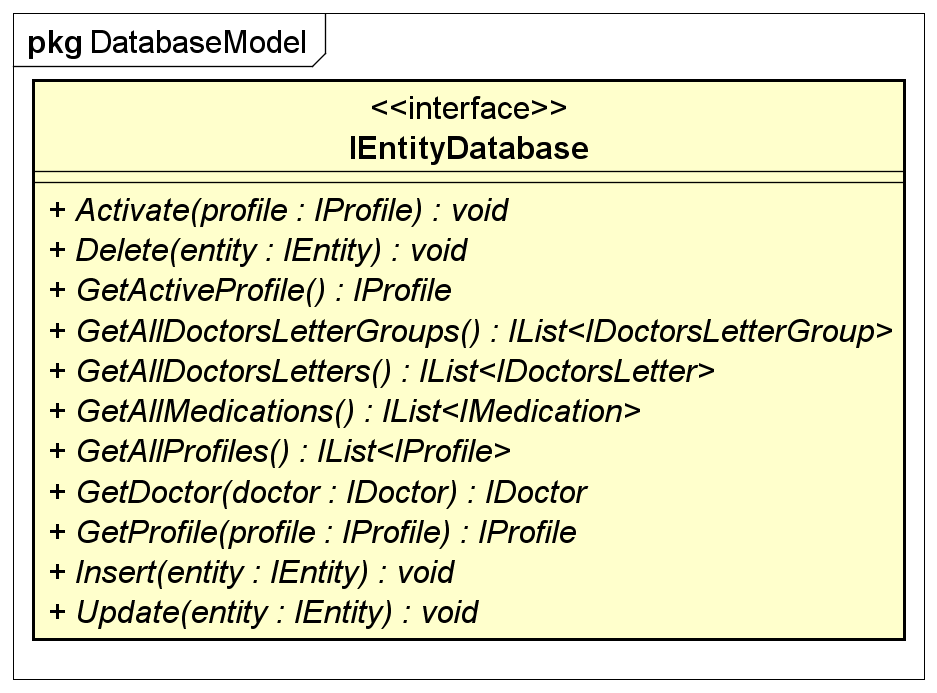 pkg DatabaseModel
<<interface>>
IEntityDatabase
+ Activate(profile : IProfile) : void
+ Delete(entity : IEntity) : void
+ GetActiveProfile() : IProfile
+ GetAllDoctorsLetterGroups() : IList<IDoctorsLetterGroup>
+ GetAllDoctorsLetters() : IList<IDoctorsLetter>
+ GetAllMedications() : IList<IMedication>
+ GetAllProfiles() : IList<IProfile>
+ GetDoctor(doctor : IDoctor) : IDoctor
+ GetProfile(profile : IProfile) : IProfile
+ Insert(entity : IEntity) : void
+ Update(entity : IEntity) : void